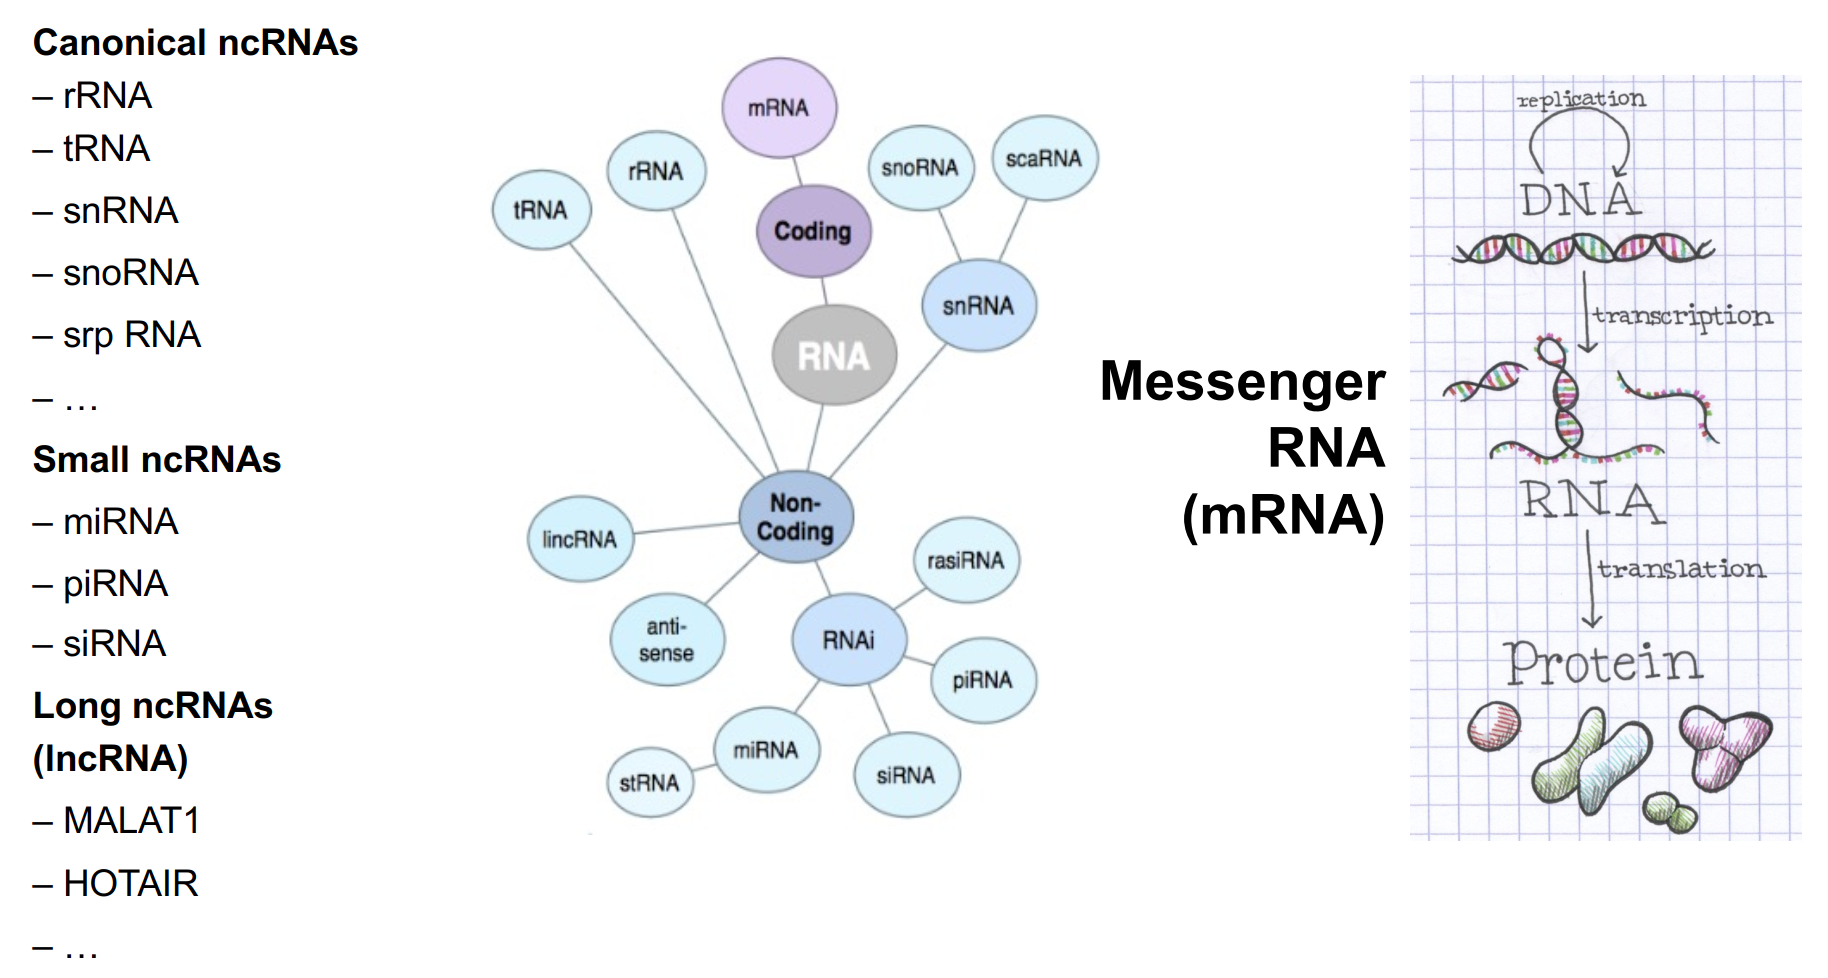 Canonical ncRNAs
– rRNA
– tRNA
– snRNA
– snoRNA
– srp RNA
– …
Small ncRNAs
– miRNA
– piRNA
– siRNA
Long ncRNAs
(lncRNA)
– MALAT1
– HOTAIR
– …
mRNA
rRNA
tRNA
snoRNA
scaRNA
Coding
snRNA
RNA
Non-
Coding
lincRNA
rasiRNA
anti-
sense
RNAi
piRNA
miRNA
stRNA
siRNA
Messenger
RNA
(mRNA)
replication
DNA
transcription
RNA
translation
Protein